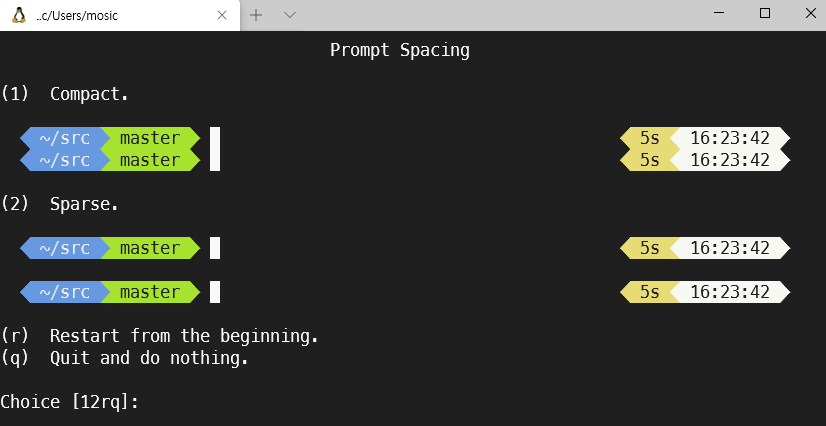 ..c/Users/mosic
Prompt Spacing
(1) Compact.
~/src master 5s 16:23:42
~/src master 5s 16:23:42
(2) Sparse.
~/src master 5s 16:23:42
~/src master 5s 16:23:42
(r) Restart from the beginning.
(q) Quit and do nothing.
Choice [12rq]: